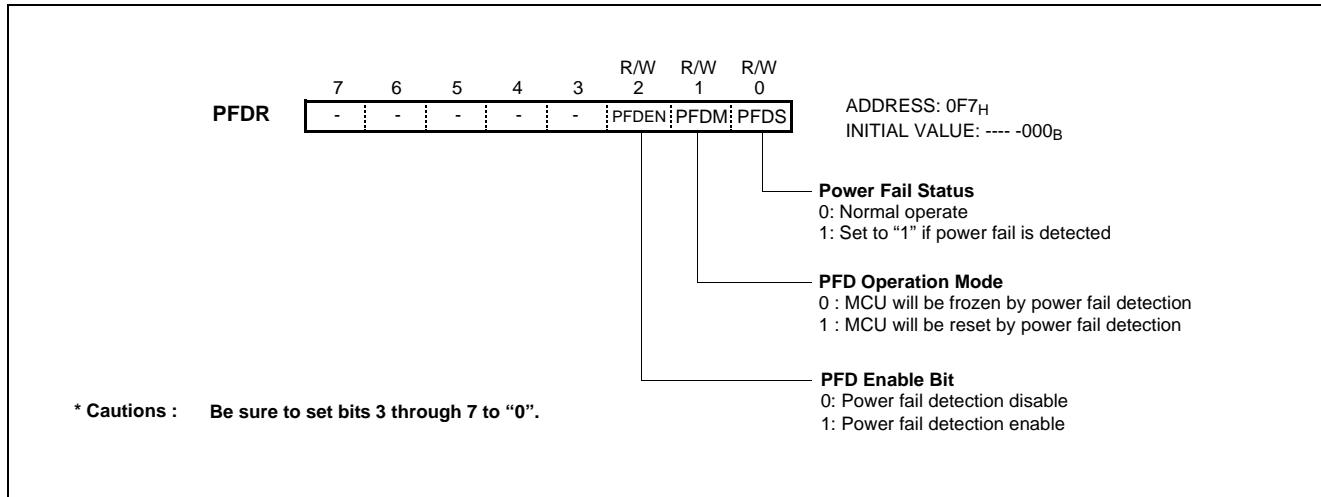 R/W R/W R/W
7 6 5 4 3 2 1 0
PFDR - - - - - PFDEN PFDM PFDS
ADDRESS: 0F7H
INITIAL VALUE: ---- -000B
Power Fail Status
0: Normal operate
1: Set to “1” if power fail is detected
PFD Operation Mode
0 : MCU will be frozen by power fail detection
1 : MCU will be reset by power fail detection
PFD Enable Bit
0: Power fail detection disable
1: Power fail detection enable
* Cautions : Be sure to set bits 3 through 7 to “0”.